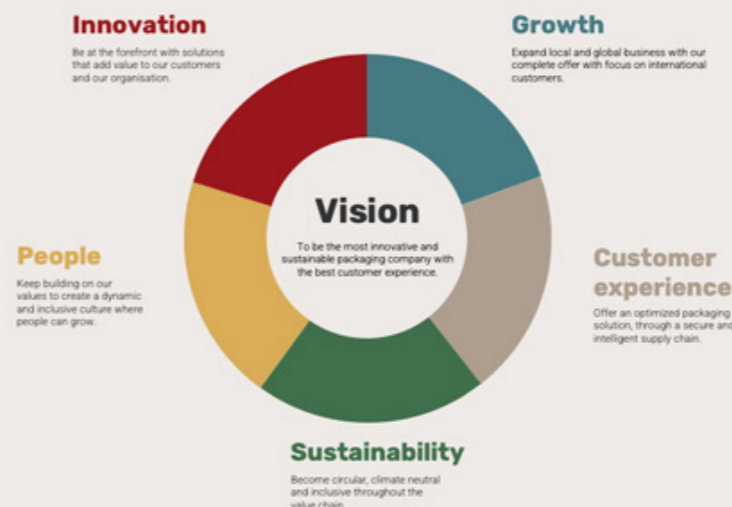 Innovation
Be at the forefront with solutions
that add value to our customers
and our organisation.
Growth
Expand local and global business with our
complete offer with focus on international
customers.
Vision
To be the most innovative and
sustainable packaging company with
the best customer experience.
People
Keep building on our
values to create a dynamic
and inclusive culture where
people can grow.
Customer
experience
Offer an optimized packaging
solution, through a secure and
intelligent supply chain.
Sustainability
Become circular, climate neutral
and inclusive throughout the
value chain.